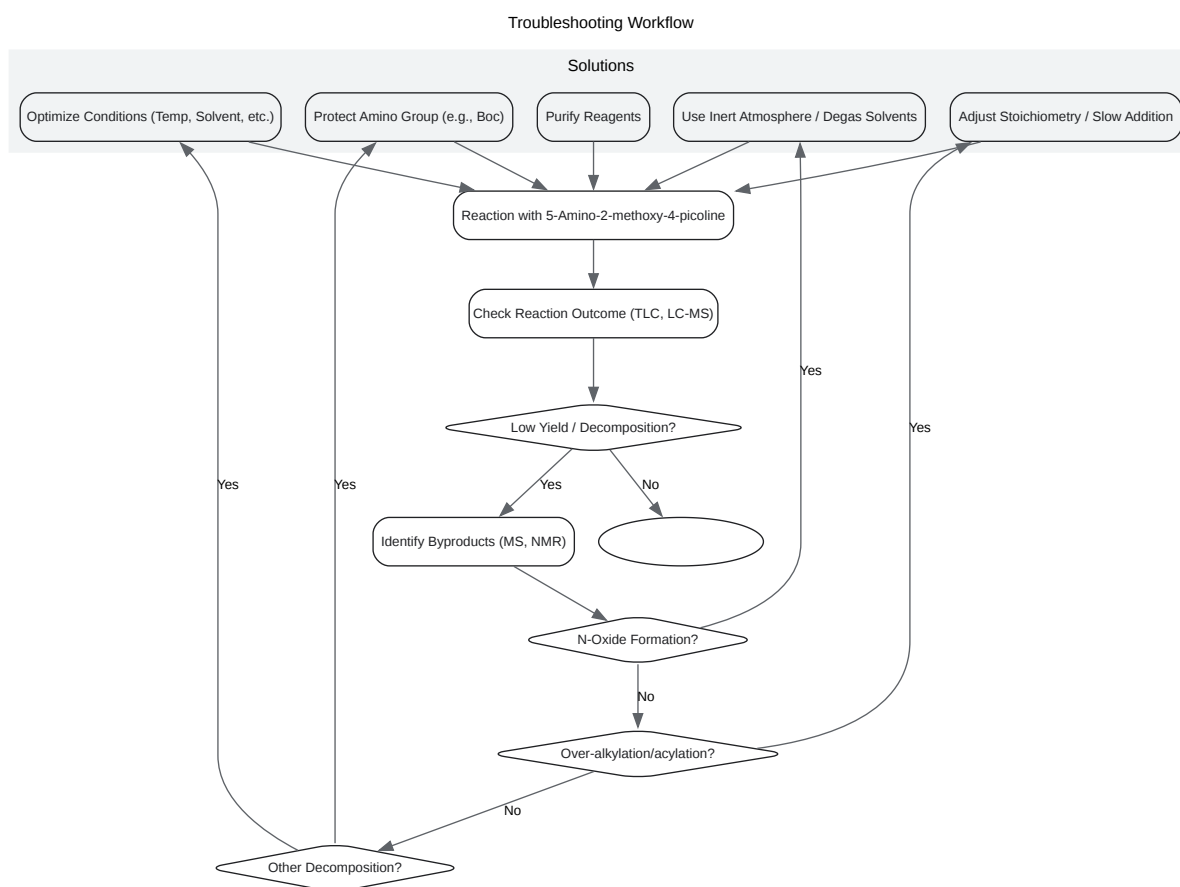 Troubleshooting Workflow
Solutions
Optimize Conditions (Temp, Solvent, etc.)
Protect Amino Group (e.g., Boc)
Purify Reagents
Use Inert Atmosphere / Degas Solvents
Adjust Stoichiometry / Slow Addition
Reaction with 5-Amino-2-methoxy-4-picoline
Check Reaction Outcome (TLC, LC-MS)
Yes
Low Yield / Decomposition?
Yes
Yes
Yes
Yes
No
Identify Byproducts (MS, NMR)
N-Oxide Formation?
No
Over-alkylation/acylation?
No
Other Decomposition?